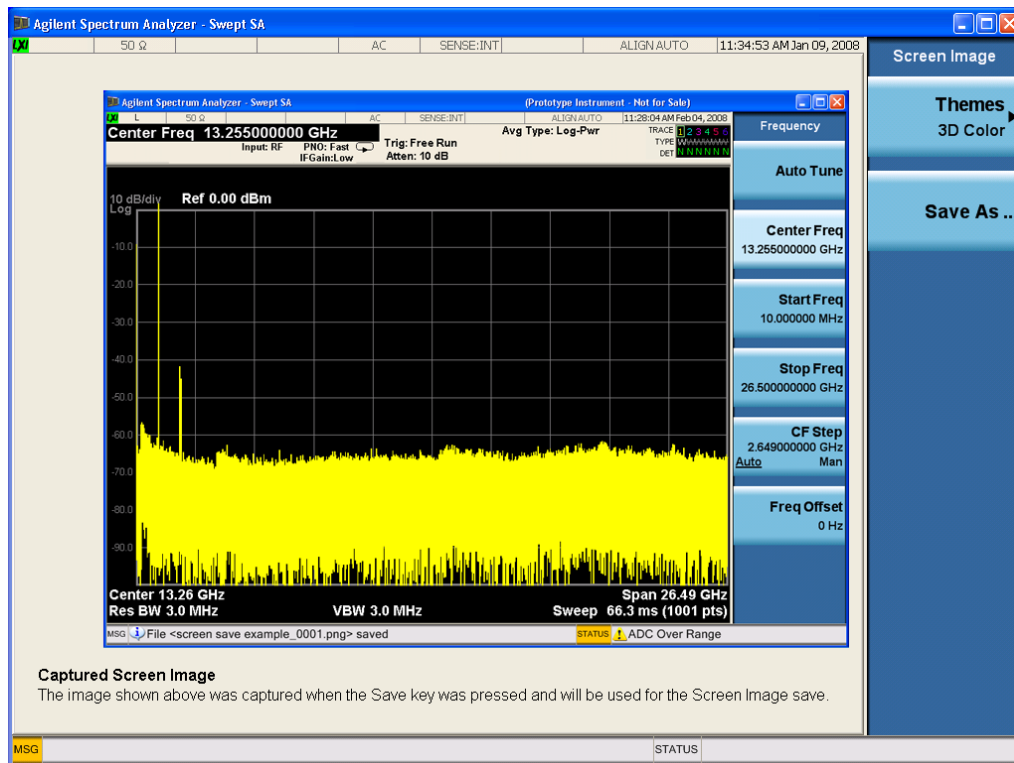 Agilent Spectrum Analyzer - Swept SA
LXI 50 Ω AC SENSE:INT ALIGN AUTO 11:34:53 AM Jan 09, 2008
Screen Image
Themes
3D Color
Save As ..
Agilent Spectrum Analyzer - Swept SA (Prototype Instrument - Not for Sale)
LXI L 50 Ω AC SENSE:INT ALIGN AUTO 11:28:04 AM Feb 04, 2008
Center Freq 13.255000000 GHz
Input: RF PNO: Fast
IFGain:Low
Trig: Free Run
Atten: 10 dB
Avg Type: Log-Pwr
TRACE 1 2 3 4 5 6
TYPE WWWWWW
DET N N N N N N
10 dB/div Ref 0.00 dBm
Log
-10.0
-20.0
-30.0
-40.0
-50.0
-60.0
-70.0
-80.0
-90.0
Center 13.26 GHz Span 26.49 GHz
Res BW 3.0 MHz VBW 3.0 MHz Sweep 66.3 ms (1001 pts)
MSG File <screen save example_0001.png> saved STATUS ADC Over Range
Frequency
Auto Tune
Center Freq
13.255000000 GHz
Start Freq
10.000000 MHz
Stop Freq
26.500000000 GHz
CF Step
2.649000000 GHz
Auto Man
Freq Offset
0 Hz
Captured Screen Image
The image shown above was captured when the Save key was pressed and will be used for the Screen Image save.
MSG STATUS